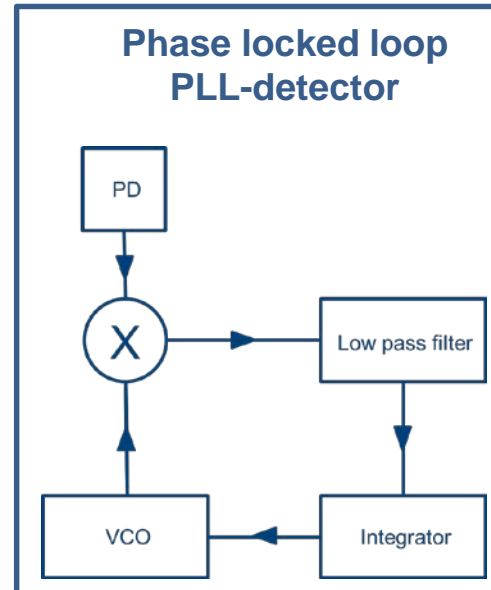 Phase locked loop
PLL-detector
PD
X
Low pass filter
VCO
Integrator